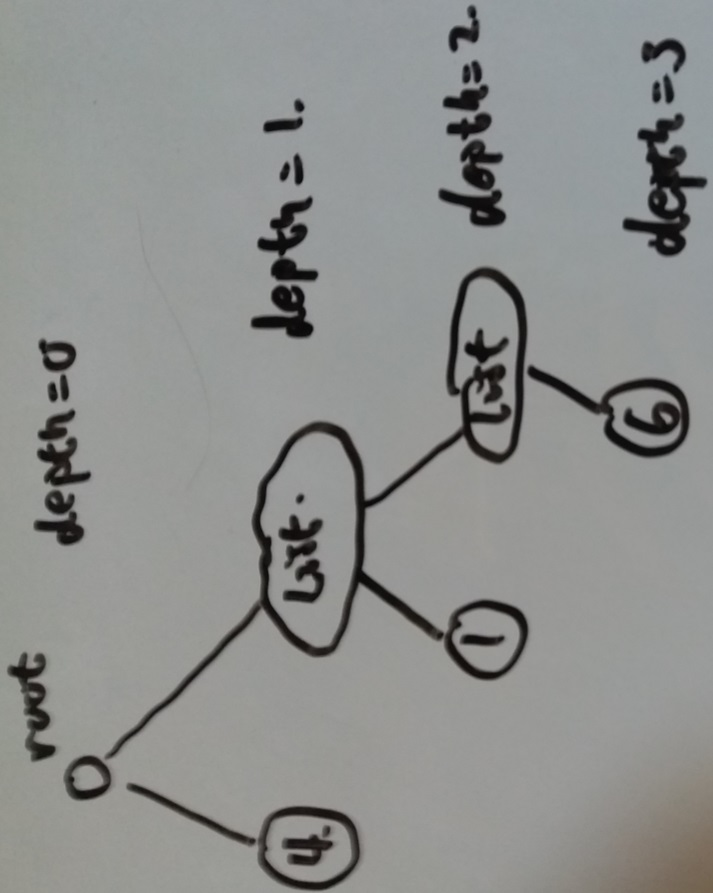 root
depth=0
4.
List.
depth=1.
1
List
depth=2.
6
depth=3